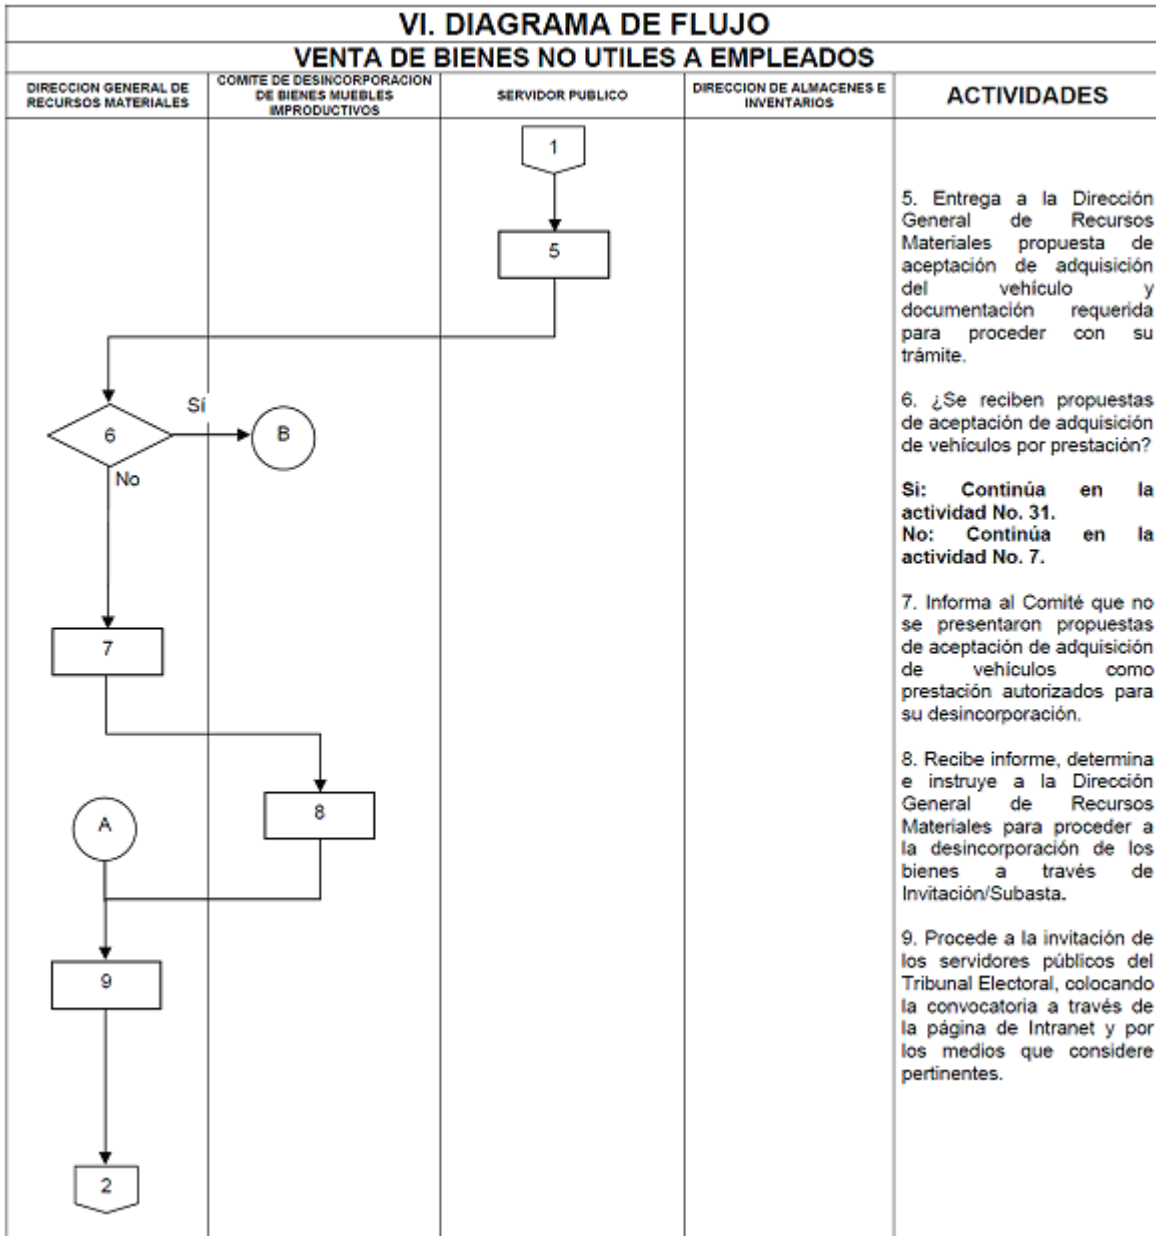 VI. DIAGRAMA DE FLUJO
VENTA DE BIENES NO UTILES A EMPLEADOS
DIRECCION GENERAL DE
RECURSOS MATERIALES
COMITE DE DESINCORPORACION
DE BIENES MUEBLES
IMPRODUCTIVOS
SERVIDOR PUBLICO
DIRECCION DE ALMACENES E
INVENTARIOS
ACTIVIDADES
1
5
6
Sí
B
No
7
8
A
9
2
5. Entrega a la Dirección
General de Recursos
Materiales propuesta de
aceptación de adquisición
del vehículo y
documentación requerida
para proceder con su
trámite.
6. ¿Se reciben propuestas
de aceptación de adquisición
de vehículos por prestación?
Si: Continúa en la
actividad No. 31.
No: Continúa en la
actividad No. 7.
7. Informa al Comité que no
se presentaron propuestas
de aceptación de adquisición
de vehículos como
prestación autorizados para
su desincorporación.
8. Recibe informe, determina
e instruye a la Dirección
General de Recursos
Materiales para proceder a
la desincorporación de los
bienes a través de
Invitación/Subasta.
9. Procede a la invitación de
los servidores públicos del
Tribunal Electoral, colocando
la convocatoria a través de
la página de Intranet y por
los medios que considere
pertinentes.